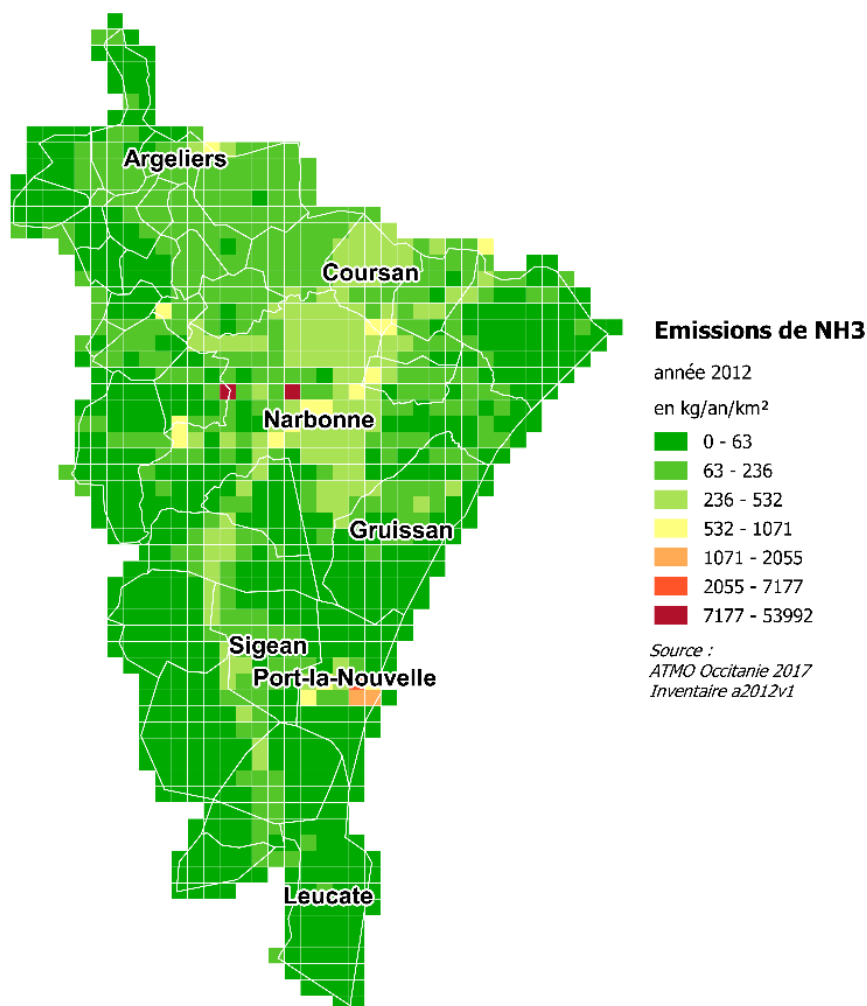 Argeliers
Coursan
Narbonne
Gruissan
Sigean
Port-la-Nouvelle
Leucate
Emissions de NH3
année 2012
en kg/an/km²
0 - 63
63 - 236
236 - 532
532 - 1071
1071 - 2055
2055 - 7177
7177 - 53992
Source :
ATMO Occitanie 2017
Inventaire a2012v1